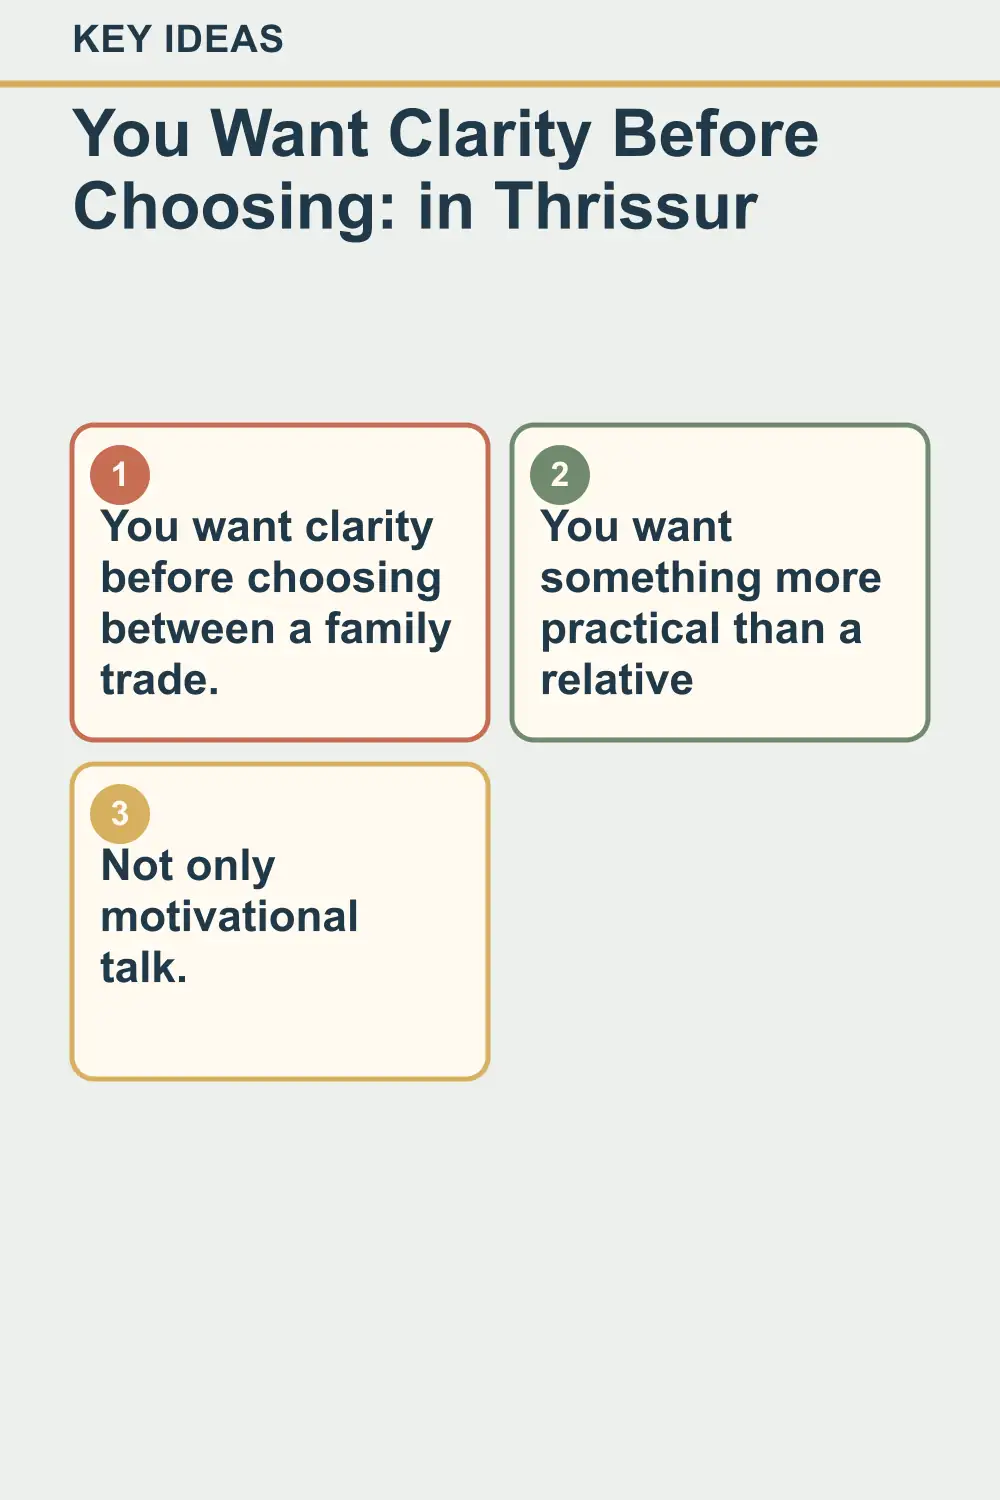 KEY IDEAS
You Want Clarity Before
Choosing: in Thrissur
1
You want clarity
before choosing
between a family
trade.
2
You want
something more
practical than a
relative
3
Not only
motivational
talk.